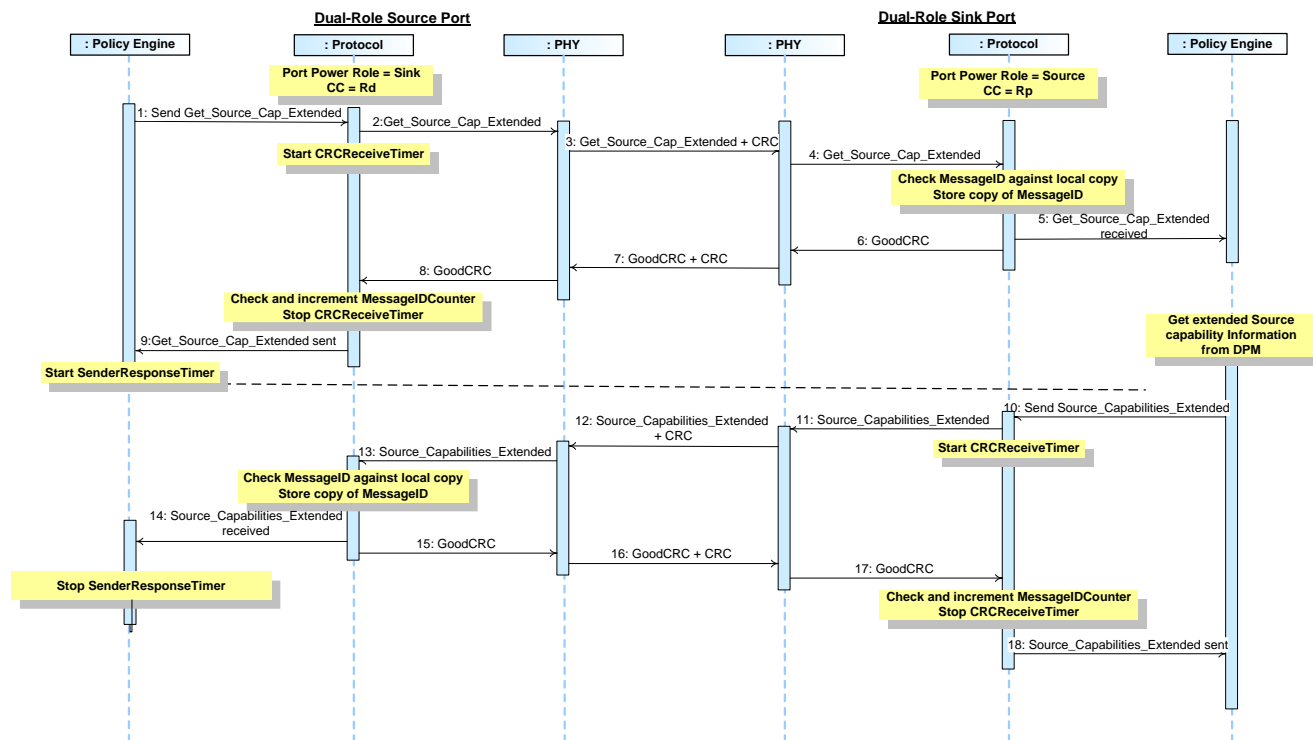 Dual-Role Source Port
Dual-Role Sink Port
: Policy Engine
: Protocol
: PHY
: PHY
: Protocol
: Policy Engine
Port Power Role = Sink
CC = Rd
Port Power Role = Source
CC = Rp
1: Send Get_Source_Cap_Extended
2:Get_Source_Cap_Extended
Start CRCReceiveTimer
3: Get_Source_Cap_Extended + CRC
4: Get_Source_Cap_Extended
Check MessageID against local copy
Store copy of MessageID
5: Get_Source_Cap_Extended
received
6: GoodCRC
7: GoodCRC + CRC
8: GoodCRC
Check and increment MessageIDCounter
Stop CRCReceiveTimer
9:Get_Source_Cap_Extended sent
Start SenderResponseTimer
Get extended Source
capability Information
from DPM
10: Send Source_Capabilities_Extended
11: Source_Capabilities_Extended
Start CRCReceiveTimer
12: Source_Capabilities_Extended
+ CRC
13: Source_Capabilities_Extended
Check MessageID against local copy
Store copy of MessageID
14: Source_Capabilities_Extended
received
15: GoodCRC
16: GoodCRC + CRC
17: GoodCRC
Stop SenderResponseTimer
Check and increment MessageIDCounter
Stop CRCReceiveTimer
18: Source_Capabilities_Extended sent